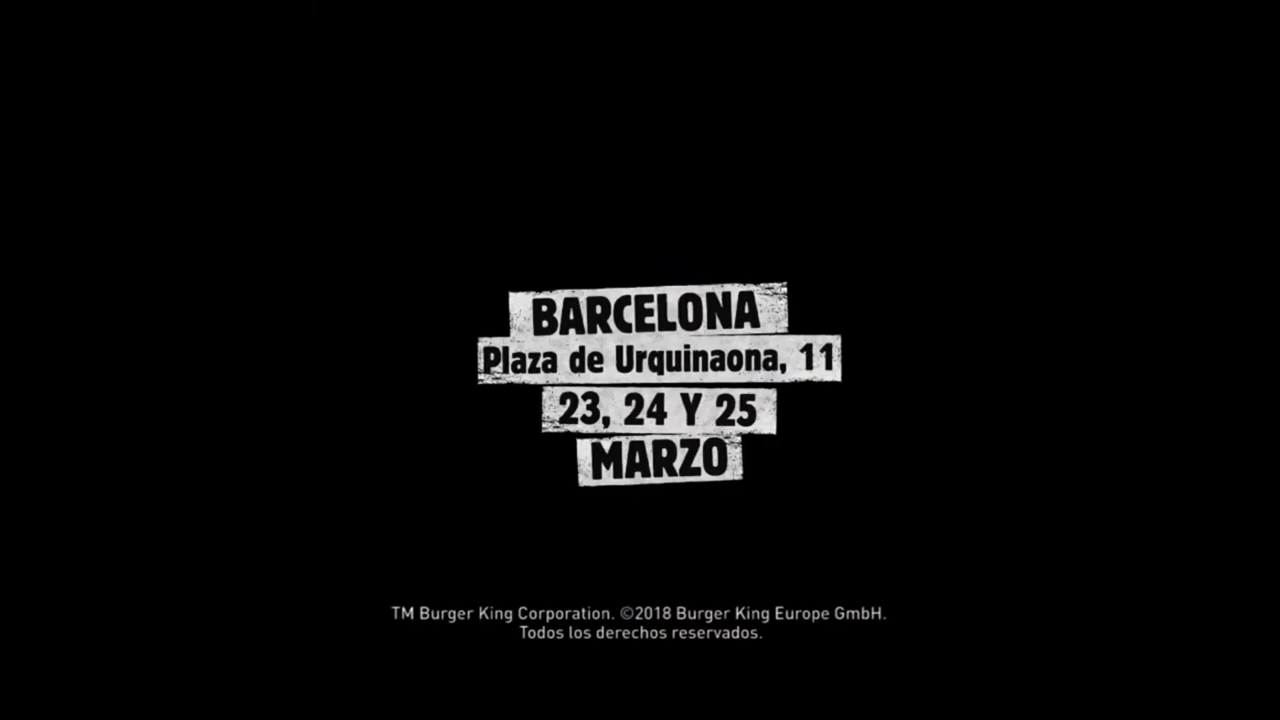 BARCELONA
Plaza de Urquinaona, 11
23, 24 Y 25
MARZO
TM Burger King Corporation. ©2018 Burger King Europe GmbH.
Todos los derechos reservados.